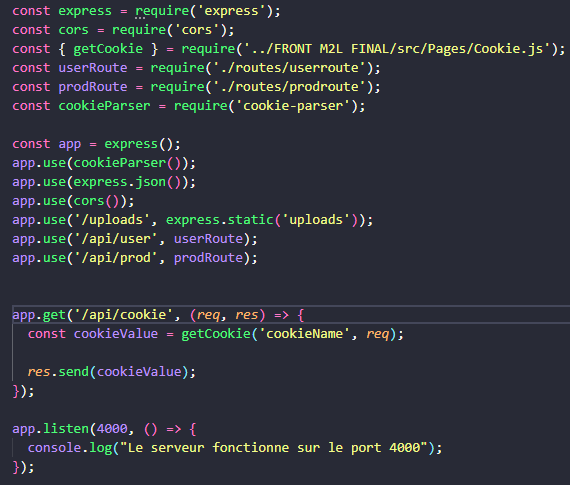 const express = require('express');
const cors = require('cors');
const { getCookie } = require('../FRONT M2L FINAL/src/Pages/Cookie.js');
const userRoute = require('./routes/userroute');
const prodRoute = require('./routes/prodroute');
const cookieParser = require('cookie-parser');

const app = express();
app.use(cookieParser());
app.use(express.json());
app.use(cors());
app.use('/uploads', express.static('uploads'));
app.use('/api/user', userRoute);
app.use('/api/prod', prodRoute);

app.get('/api/cookie', (req, res) => {
  const cookieValue = getCookie('cookieName', req);

  res.send(cookieValue);
});

app.listen(4000, () => {
  console.log("Le serveur fonctionne sur le port 4000");
});